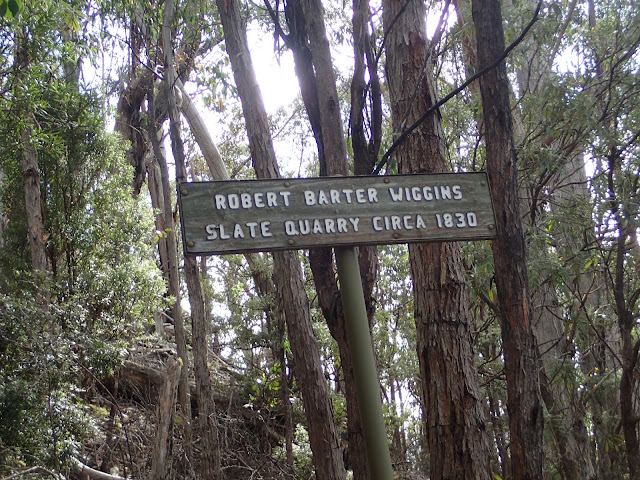 ROBERT BARTER WIGGINS
SLATE QUARRY CIRCA 1830